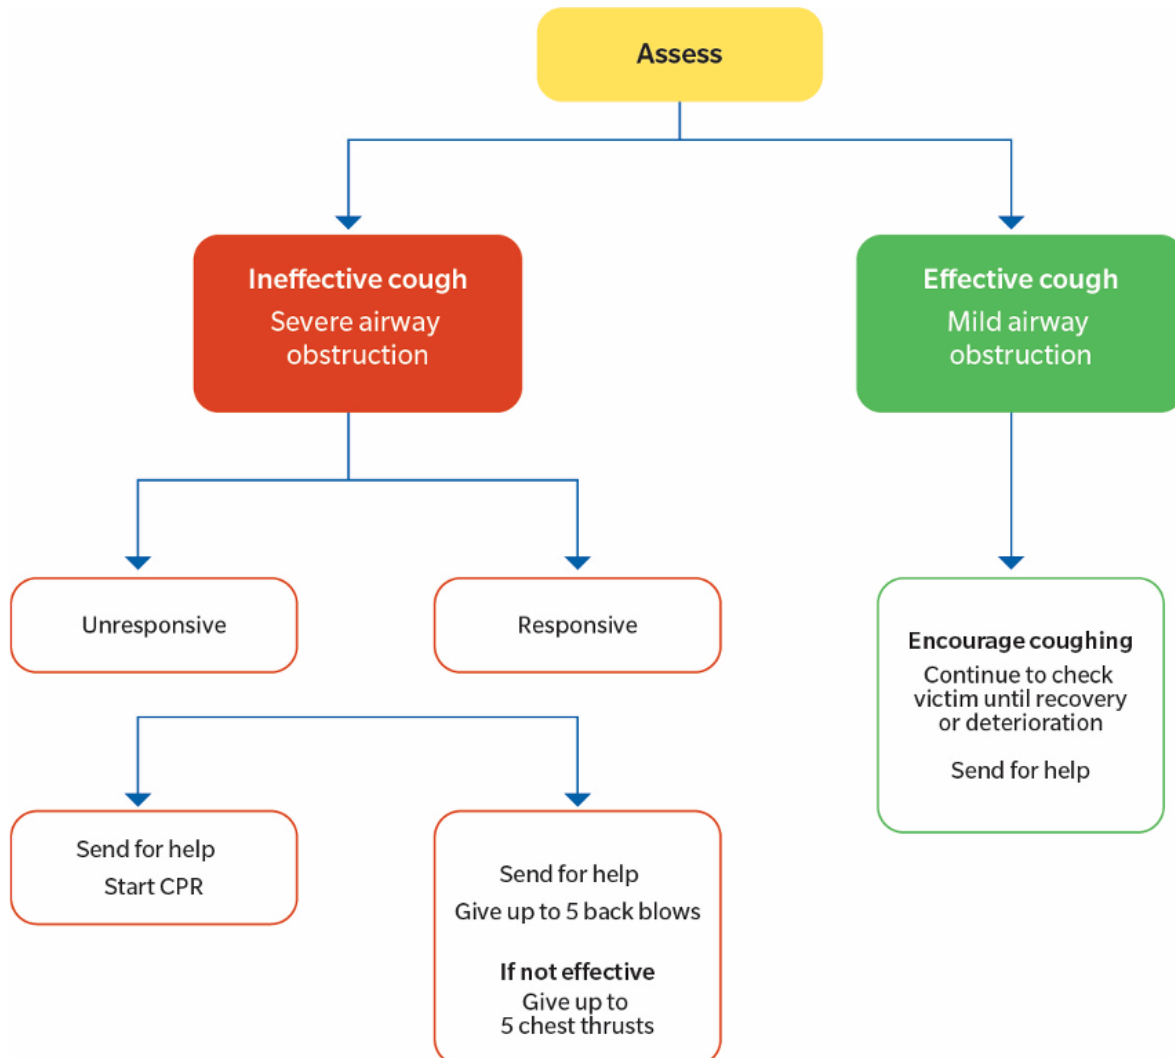 Assess
Ineffective cough
Severe airway
obstruction
Effective cough
Mild airway
obstruction
Unresponsive
Responsive
Encourage coughing
Continue to check
victim until recovery
or deterioration
Send for help
Send for help
Start CPR
Send for help
Give up to 5 back blows
If not effective
Give up to
5 chest thrusts